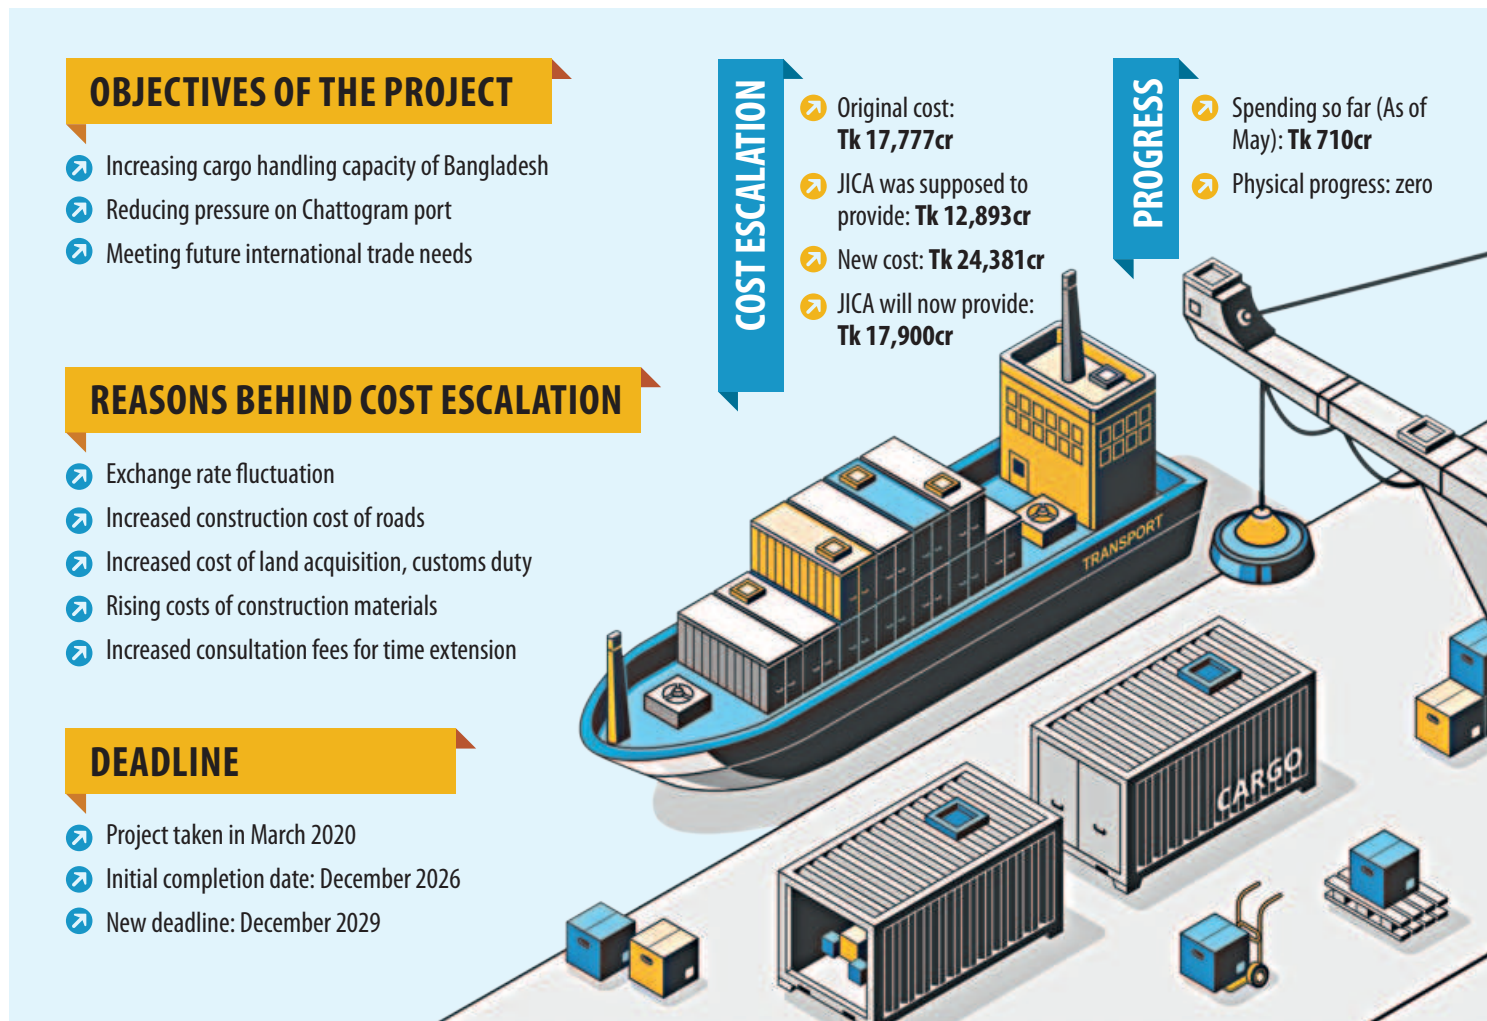 OBJECTIVES OF THE PROJECT
Increasing cargo handling capacity of Bangladesh
Reducing pressure on Chattogram port
Meeting future international trade needs
REASONS BEHIND COST ESCALATION
Exchange rate fluctuation
Increased construction cost of roads
Increased cost of land acquisition, customs duty
Rising costs of construction materials
Increased consultation fees for time extension
DEADLINE
Project taken in March 2020
Initial completion date: December 2026
New deadline: December 2029
COST ESCALATION
Original cost:
Tk 17,777cr
JICA was supposed to
provide: Tk 12,893cr
New cost: Tk 24,381cr
JICA will now provide:
Tk 17,900cr
PROGRESS
Spending so far (As of
May): Tk 710cr
Physical progress: zero
TRANSPORT
CARGO